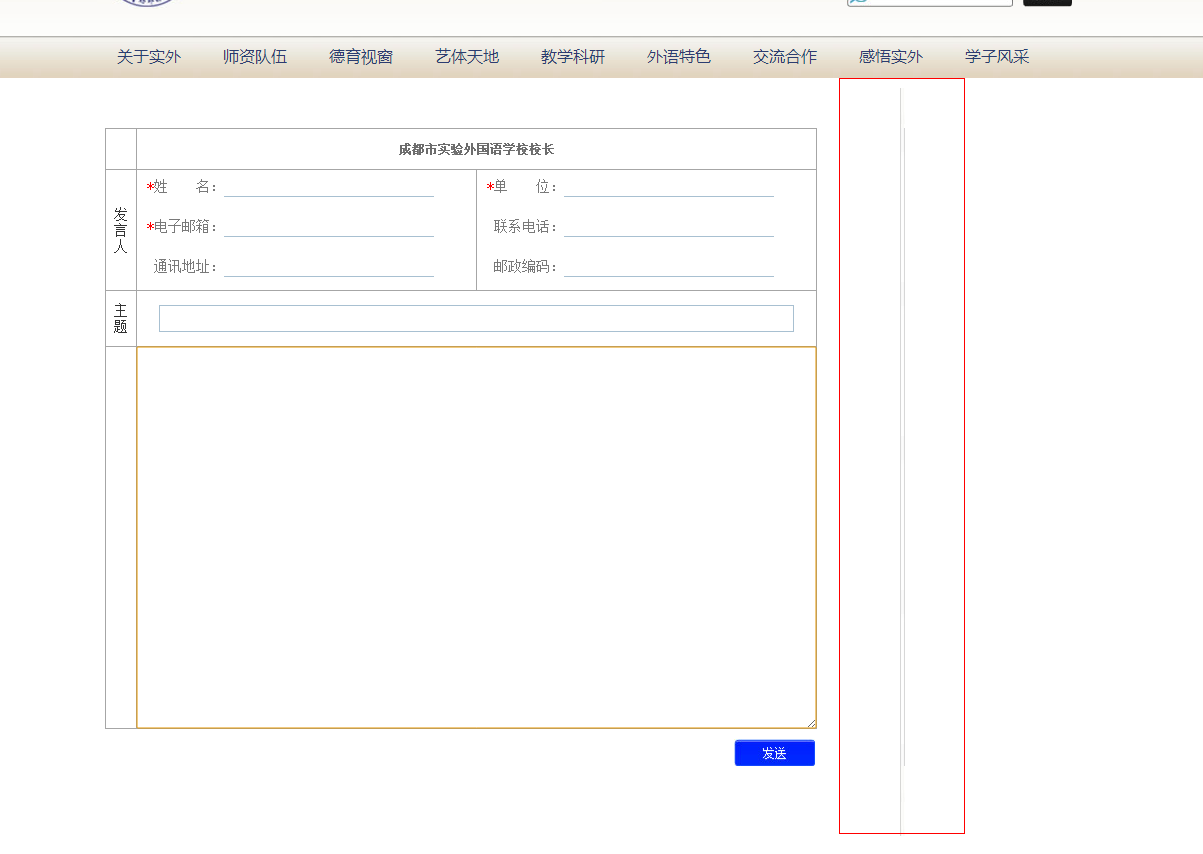 关于实外 师资队伍 德育视窗 艺体天地 教学科研 外语特色 交流合作 感悟实外 学子风采
成都市实验外国语学校校长
发言人
*姓 名: *单 位:
*电子邮箱: 联系电话:
通讯地址: 邮政编码:
主题
发送